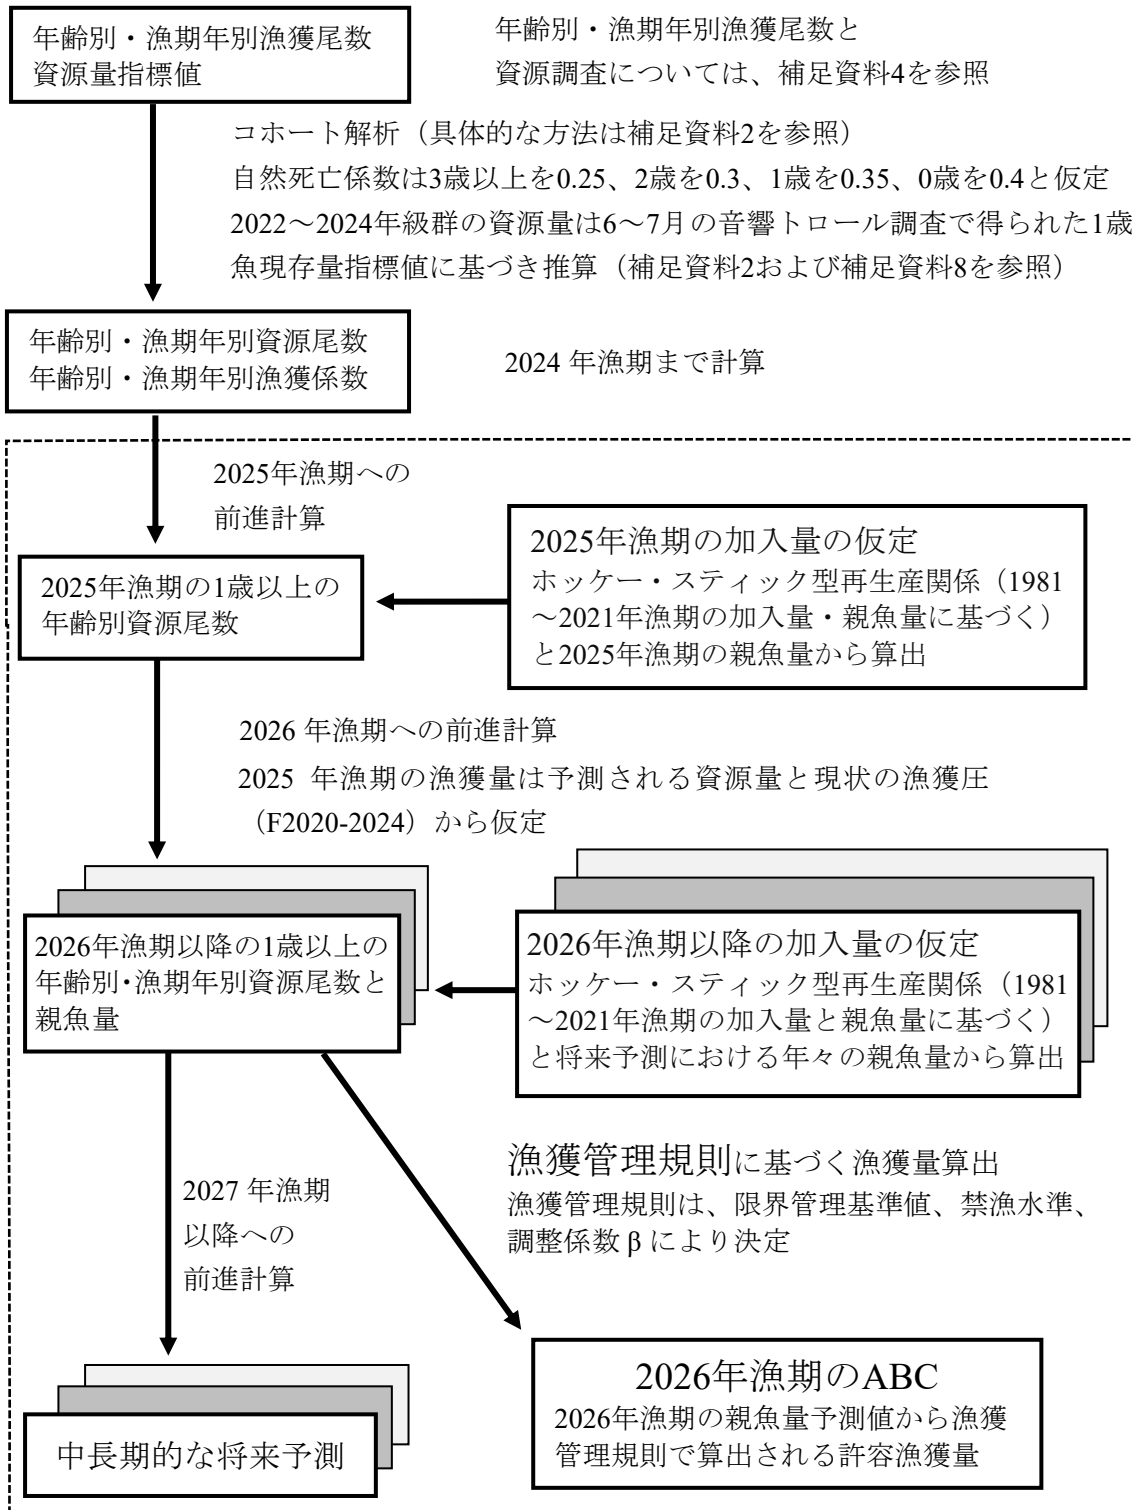 年齢別・漁期年別漁獲尾数
資源量指標値
年齢別・漁期年別漁獲尾数と
資源調査については、補足資料4を参照
コホート解析（具体的な方法は補足資料2を参照）
自然死亡係数は3歳以上を0.25、2歳を0.3、1歳を0.35、0歳を0.4と仮定
2022～2024年級群の資源量は6～7月の音響トロール調査で得られた1歳
魚現存量指標値に基づき推算（補足資料2および補足資料8を参照）
年齢別・漁期年別資源尾数
年齢別・漁期年別漁獲係数
2024 年漁期まで計算
2025年漁期への
前進計算
2025年漁期の1歳以上の
年齢別資源尾数
2025年漁期の加入量の仮定
ホッケー・スティック型再生産関係（1981
～2021年漁期の加入量・親魚量に基づく）
と2025年漁期の親魚量から算出
2026 年漁期への前進計算
2025 年漁期の漁獲量は予測される資源量と現状の漁獲圧
（F2020-2024）から仮定
2026年漁期以降の1歳以上の
年齢別･漁期年別資源尾数と
親魚量
2026年漁期以降の加入量の仮定
ホッケー・スティック型再生産関係（1981
～2021年漁期の加入量と親魚量に基づく）
と将来予測における年々の親魚量から算出
漁獲管理規則に基づく漁獲量算出
漁獲管理規則は、限界管理基準値、禁漁水準、
調整係数 β により決定
2027 年漁期
以降への
前進計算
中長期的な将来予測
2026年漁期のABC
2026年漁期の親魚量予測値から漁獲
管理規則で算出される許容漁獲量